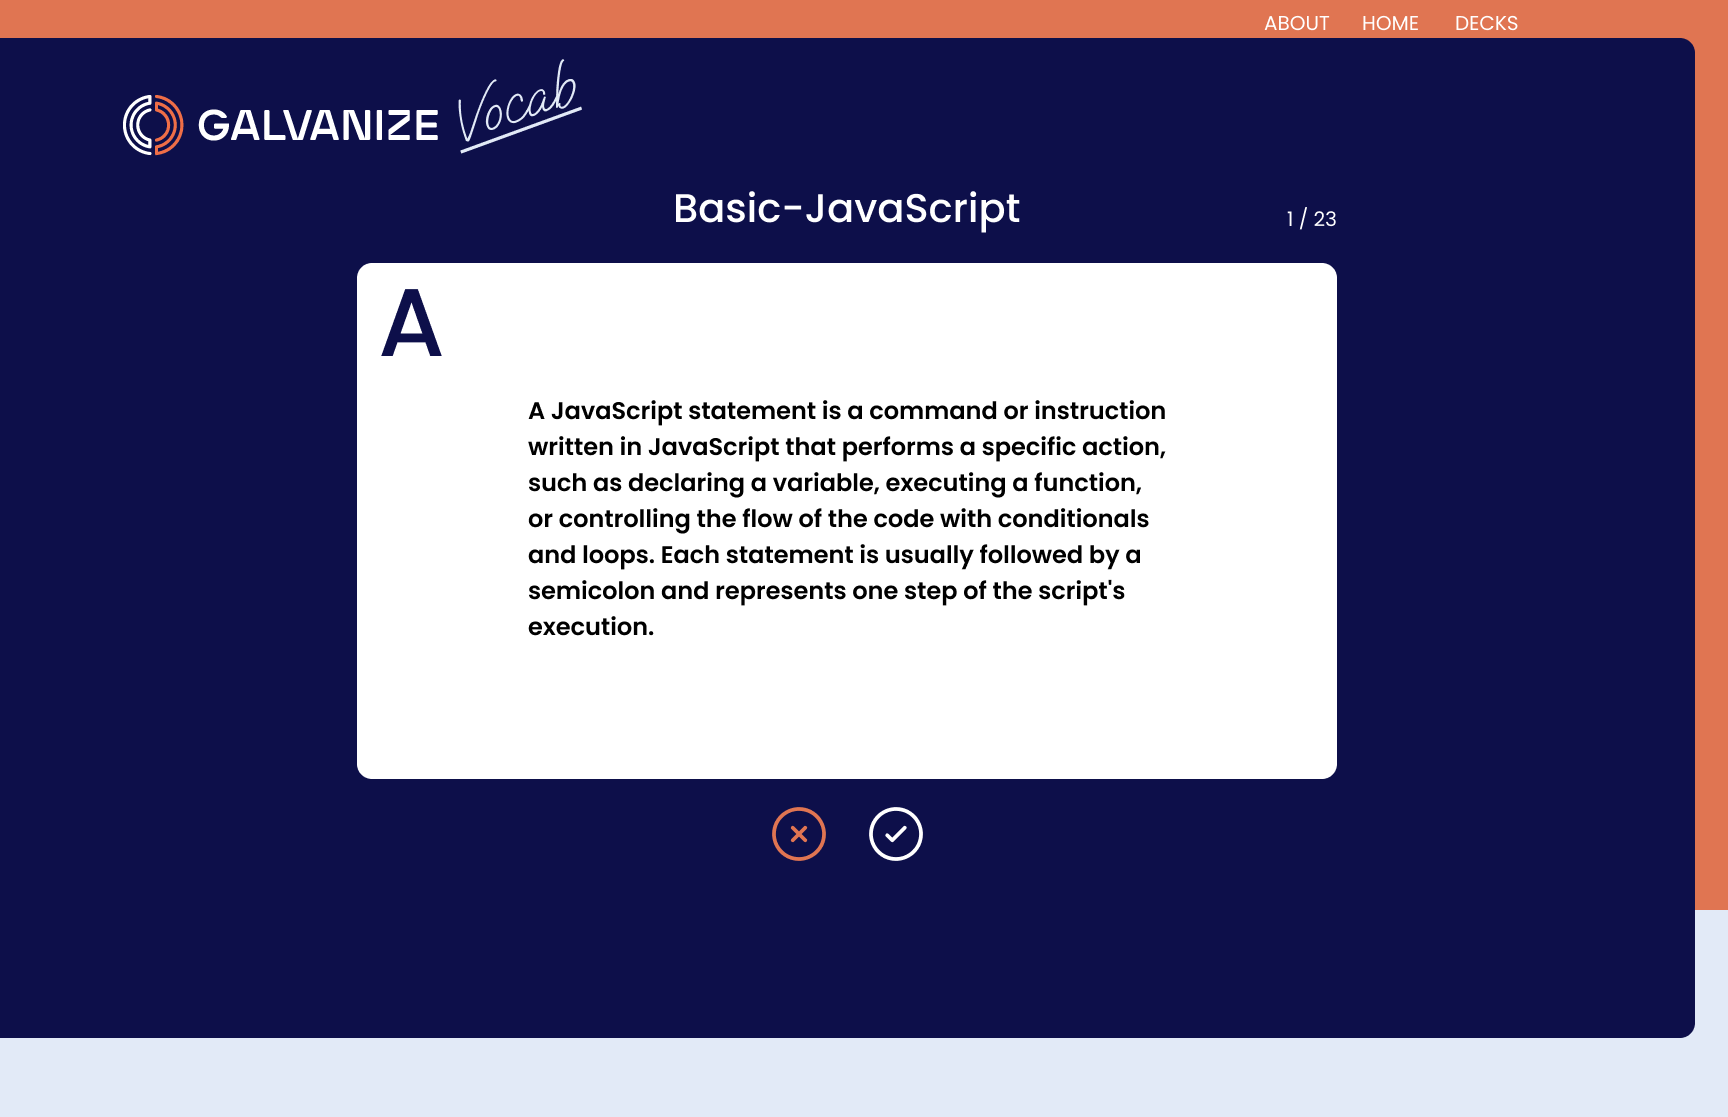 ABOUT HOME DECKS
GALVANIZE Vocab
Basic-JavaScript
1 / 23
A
A JavaScript statement is a command or instruction
written in JavaScript that performs a specific action,
such as declaring a variable, executing a function,
or controlling the flow of the code with conditionals
and loops. Each statement is usually followed by a
semicolon and represents one step of the script's
execution.